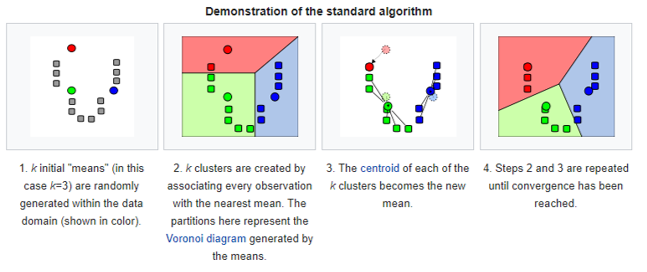 Demonstration of the standard algorithm
1. k initial "means" (in this
case k=3) are randomly
generated within the data
domain (shown in color).
2. k clusters are created by
associating every observation
with the nearest mean. The
partitions here represent the
Voronoi diagram generated by
the means.
3. The centroid of each of the
k clusters becomes the new
mean.
4. Steps 2 and 3 are repeated
until convergence has been
reached.